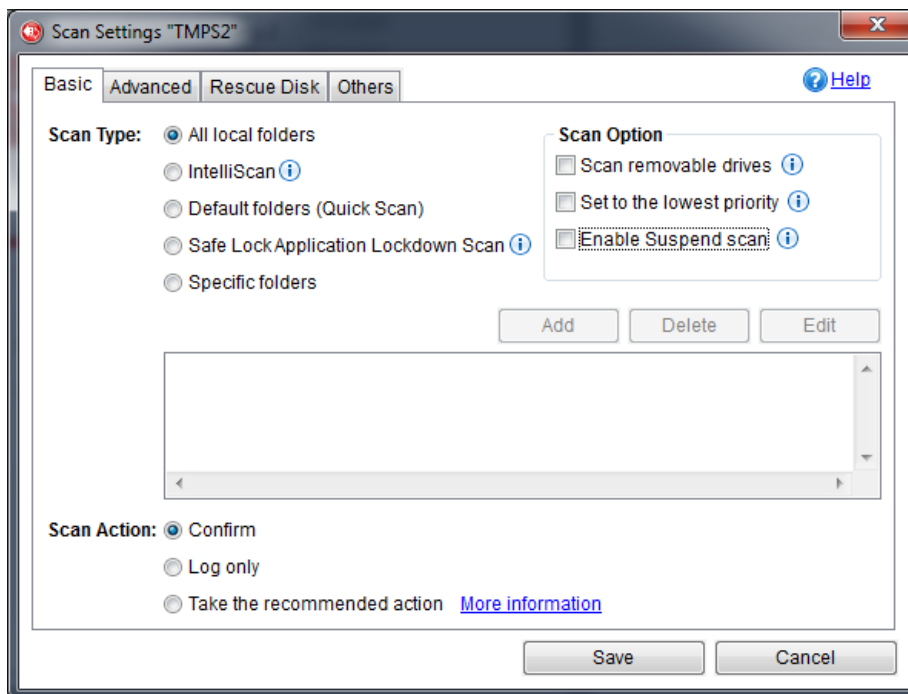 Scan Settings "TMPS2"
Basic Advanced Rescue Disk Others
Help
Scan Type:
All local folders
IntelliScan
Default folders (Quick Scan)
Safe Lock Application Lockdown Scan
Specific folders
Scan Option
Scan removable drives
Set to the lowest priority
Enable Suspend scan
Add Delete Edit
Scan Action:
Confirm
Log only
Take the recommended action More information
Save Cancel